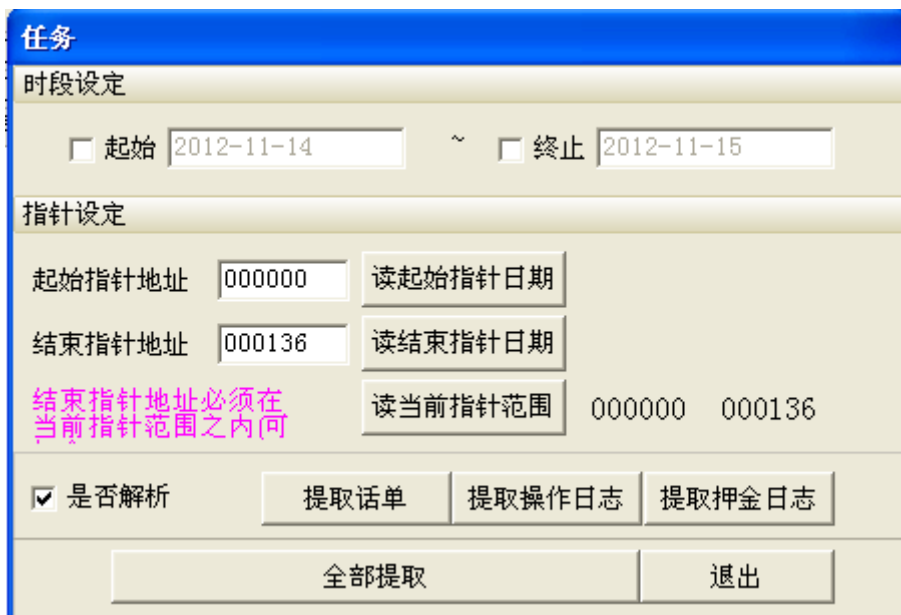 任务
时段设定
起始 2012-11-14 ~ 终止 2012-11-15
指针设定
起始指针地址 000000 读起始指针日期
结束指针地址 000136 读结束指针日期
结束指针地址必须在
当前指针范围之内(可
读当前指针范围 000000 000136
是否解析 提取话单 提取操作日志 提取押金日志
全部提取 退出